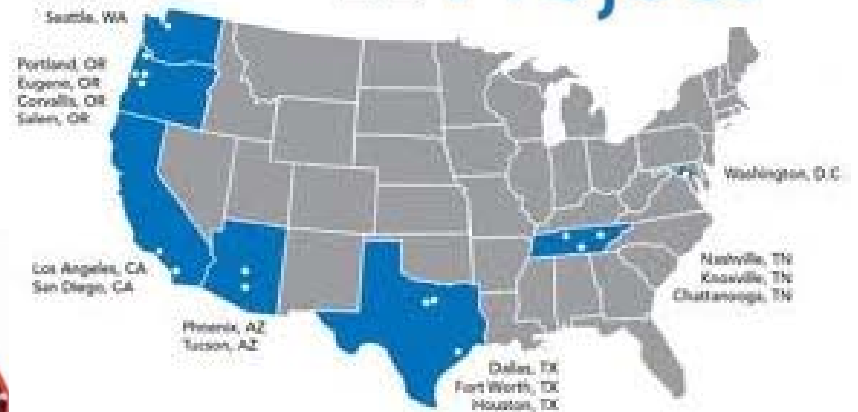 Seattle, WA
Portland, OR
Eugene, OR
Corvallis, OR
Salem, OR
Washington, D.C.
Los Angeles, CA
San Diego, CA
Nashville, TN
Knoxville, TN
Chattanooga, TN
Phoenix, AZ
Tucson, AZ
Dallas, TX
Fort Worth, TX
Houston, TX